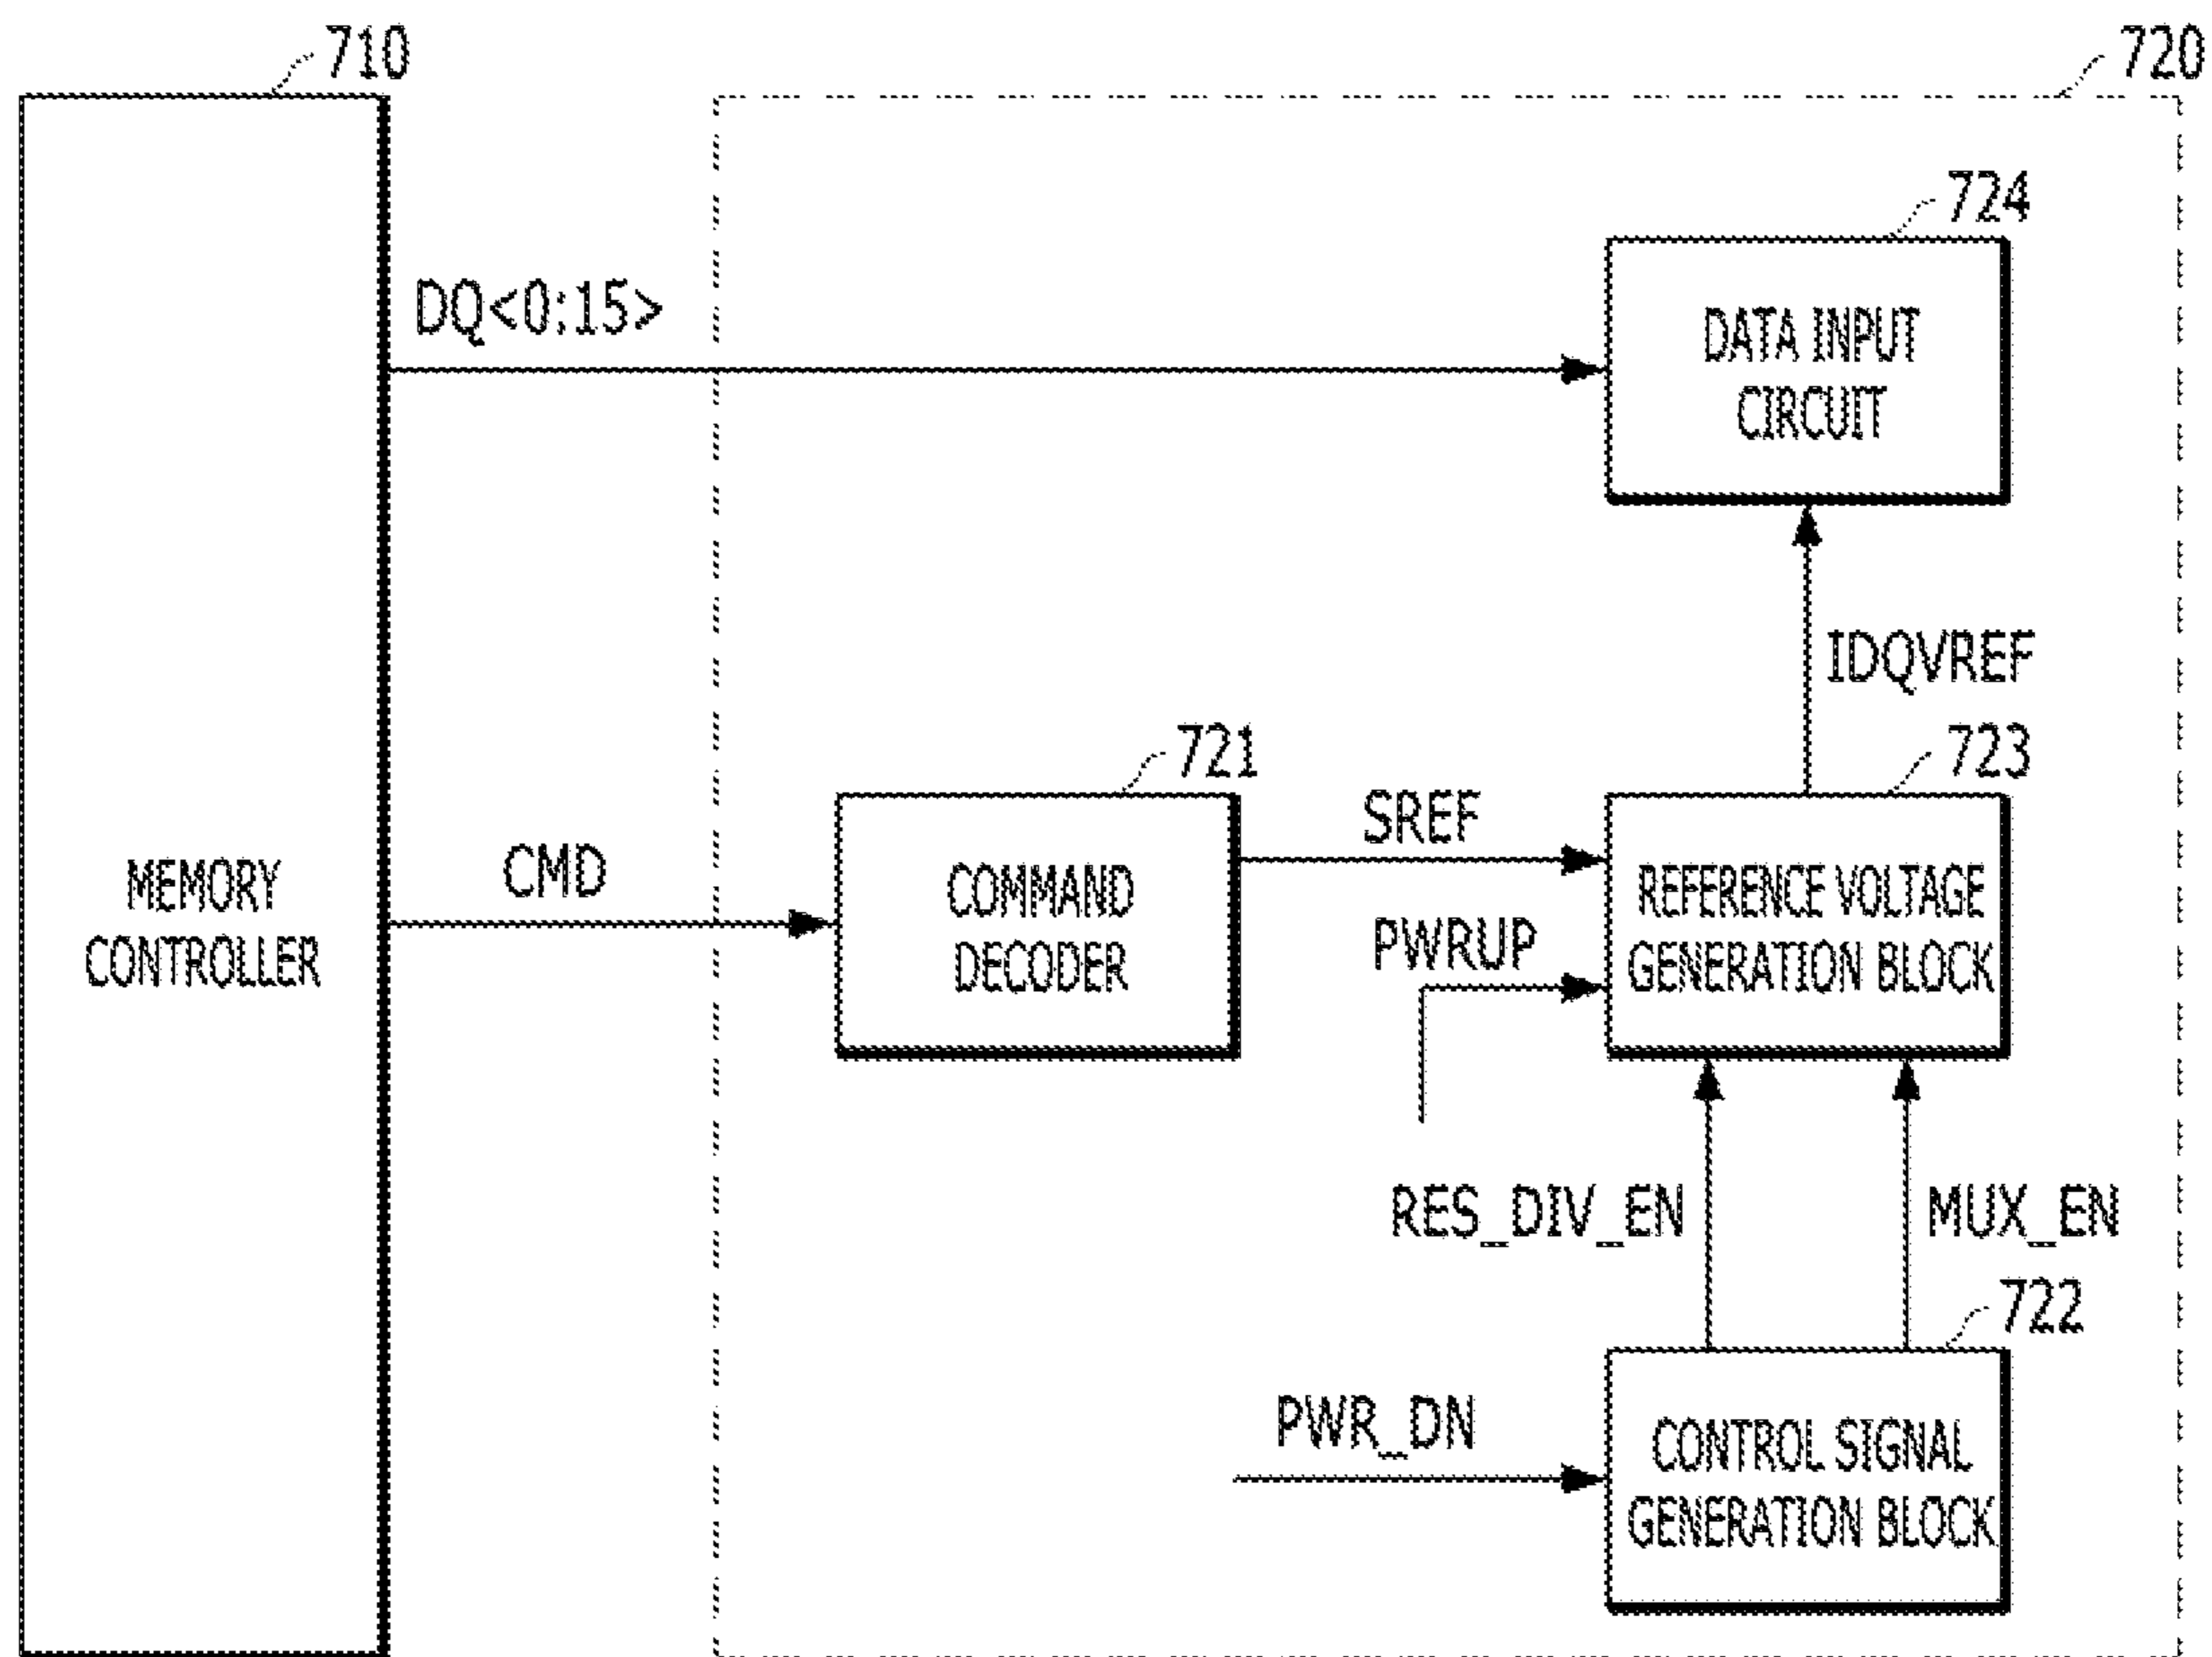 710
720
724
DQ<0:15>
DATA INPUT
CIRCUIT
IDQVREF
721
723
SREF
MEMORY
CONTROLLER
CMD
COMMAND
DECODER
PWRUP
REFERENCE VOLTAGE
GENERATION BLOCK
RES_DIV_EN
MUX_EN
722
PWR_DN
CONTROL SIGNAL
GENERATION BLOCK